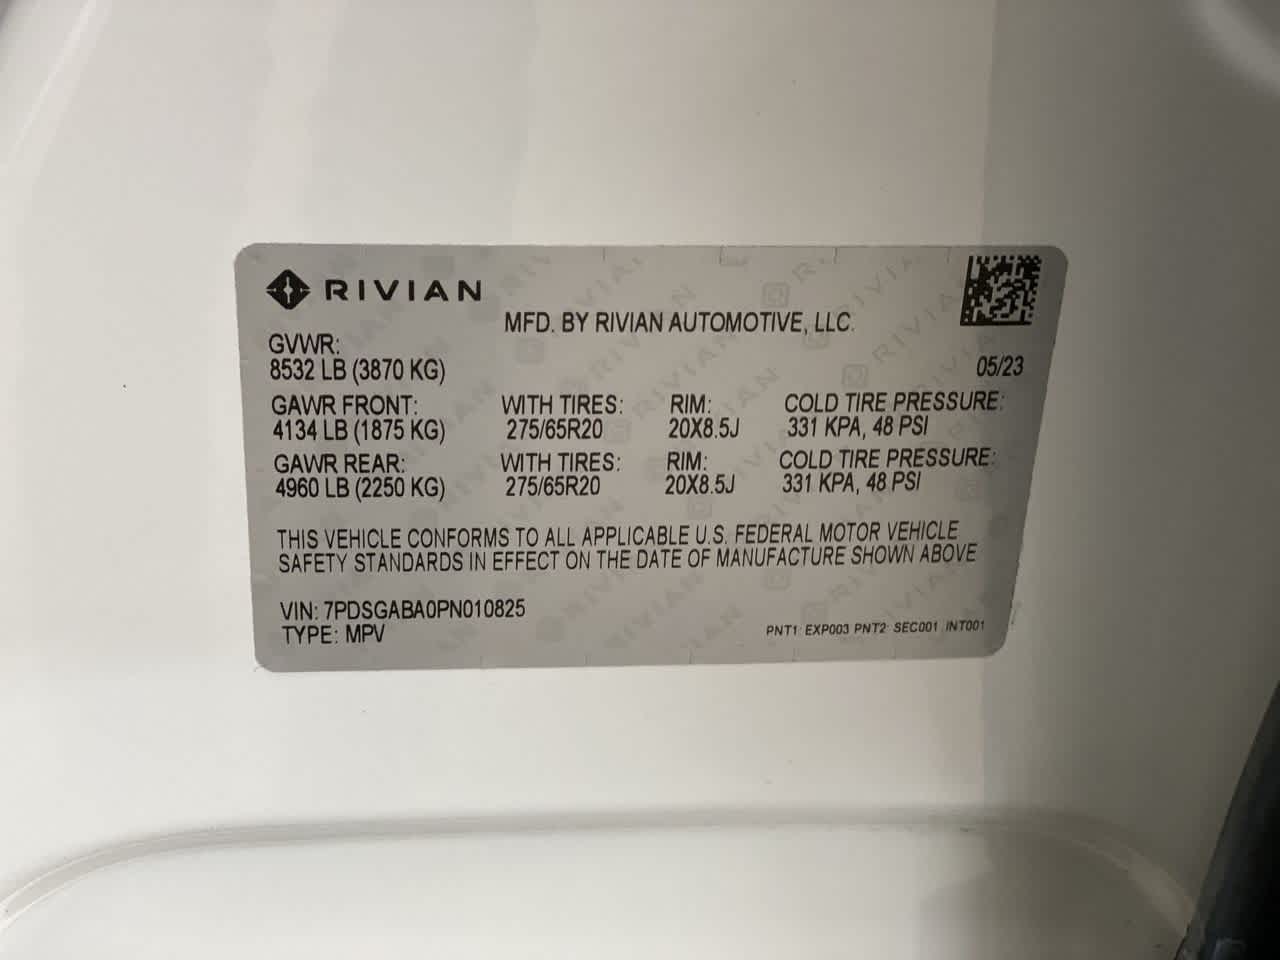 RIVIAN
MFD. BY RIVIAN AUTOMOTIVE, LLC.
GVWR:
8532 LB (3870 KG) 05/23
GAWR FRONT: WITH TIRES: RIM: COLD TIRE PRESSURE:
4134 LB (1875 KG) 275/65R20 20X8.5J 331 KPA, 48 PSI
GAWR REAR: WITH TIRES: RIM: COLD TIRE PRESSURE:
4960 LB (2250 KG) 275/65R20 20X8.5J 331 KPA, 48 PSI
THIS VEHICLE CONFORMS TO ALL APPLICABLE U.S. FEDERAL MOTOR VEHICLE
SAFETY STANDARDS IN EFFECT ON THE DATE OF MANUFACTURE SHOWN ABOVE
VIN: 7PDSGABA0PN010825
TYPE: MPV PNT1: EXP003 PNT2: SEC001 INT001